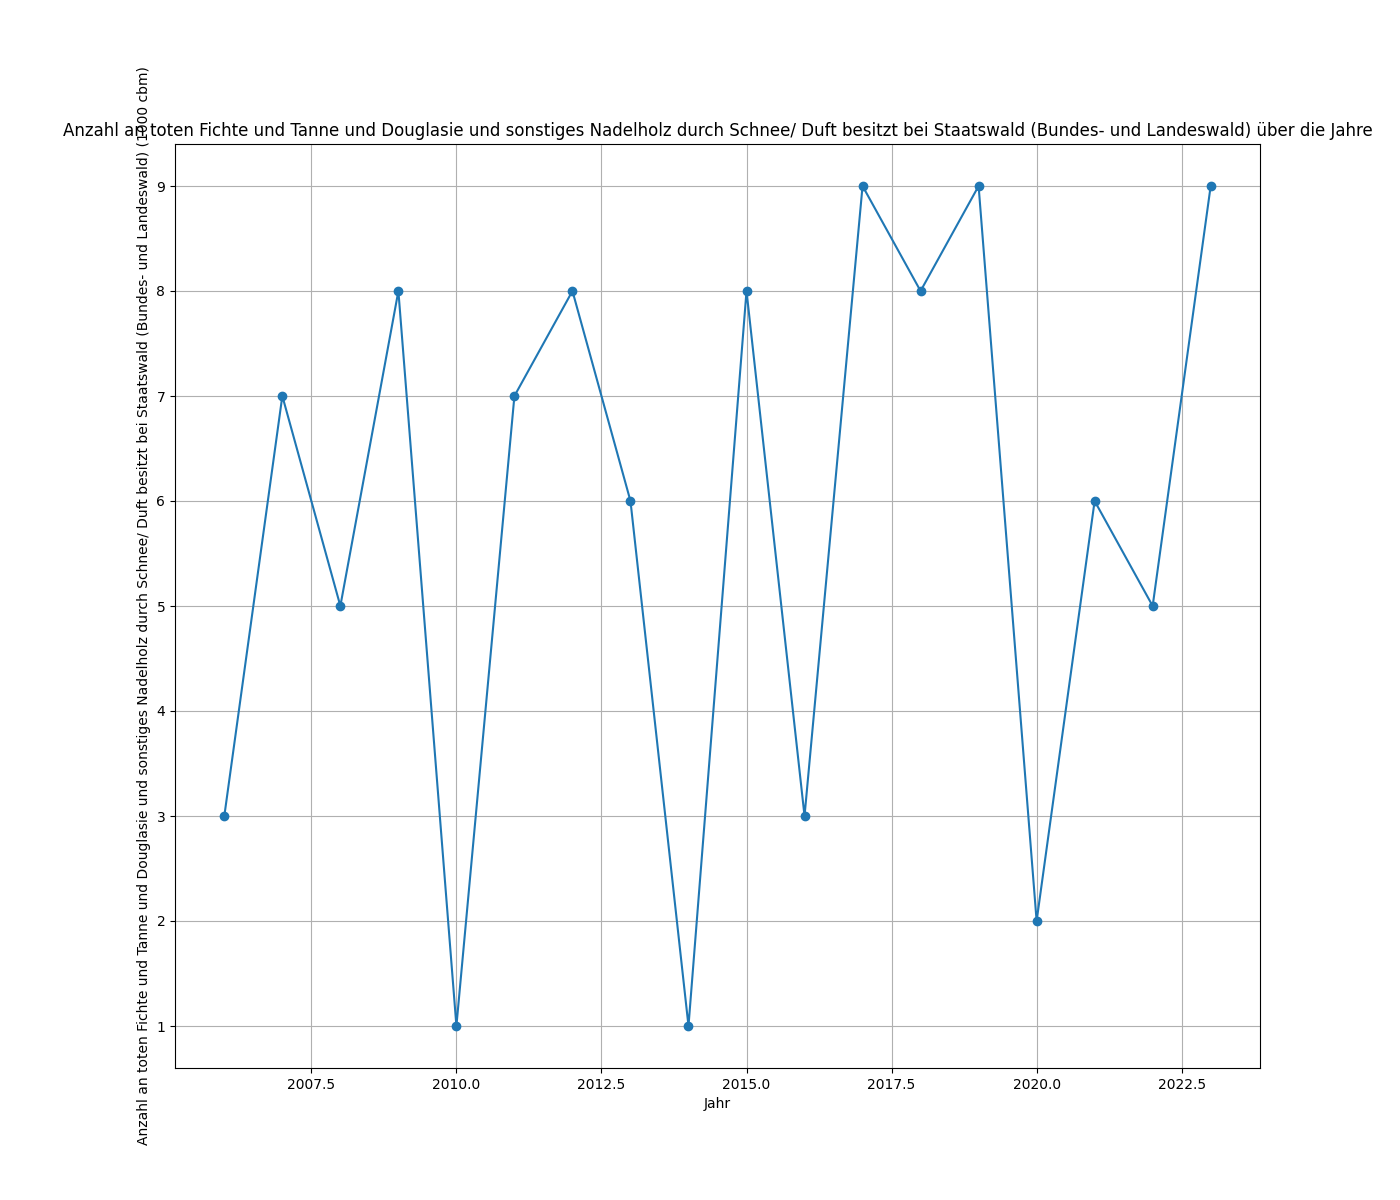 Anzahl an toten Fichte und Tanne und Douglasie und sonstiges Nadelholz durch Schnee/ Duft besitzt bei Staatswald (Bundes- und Landeswald) über die Jahre
Anzahl an toten Fichte und Tanne und Douglasie und sonstiges Nadelholz durch Schnee/ Duft besitzt bei Staatswald (Bundes- und Landeswald) (1000 cbm)
9
8
7
6
5
4
3
2
1
2007.5 2010.0 2012.5 2015.0 2017.5 2020.0 2022.5
Jahr